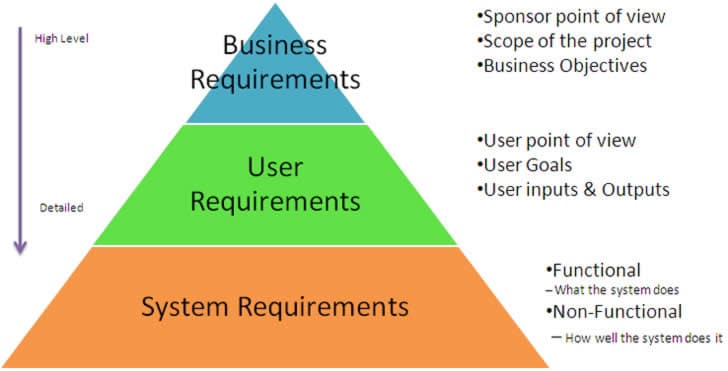 High Level
Detailed
Business
Requirements
User
Requirements
System Requirements
•Sponsor point of view
•Scope of the project
•Business Objectives
•User point of view
•User Goals
•User inputs & Outputs
•Functional
– What the system does
•Non-Functional
– How well the system does it